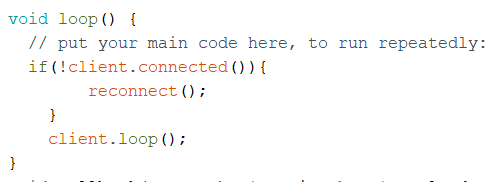 void loop() {
// put your main code here, to run repeatedly:
if(!client.connected()){
reconnect();
}
client.loop();
}